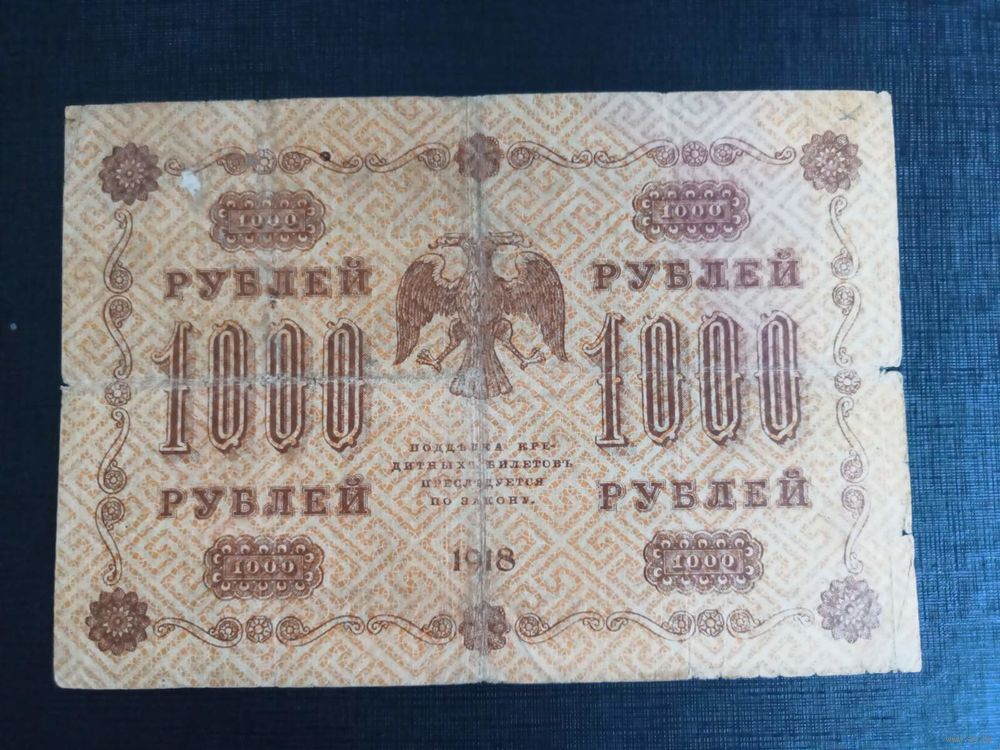 1000 1000
РУБЛЕЙ РУБЛЕЙ
1000 1000
ПОДДѢЛКА КРЕ-
ДИТНЫХЪ БИЛЕТОВЪ
ПРЕСЛѢДУЕТСЯ
ПО ЗАКОНУ.
РУБЛЕЙ РУБЛЕЙ
1918
1000 1000